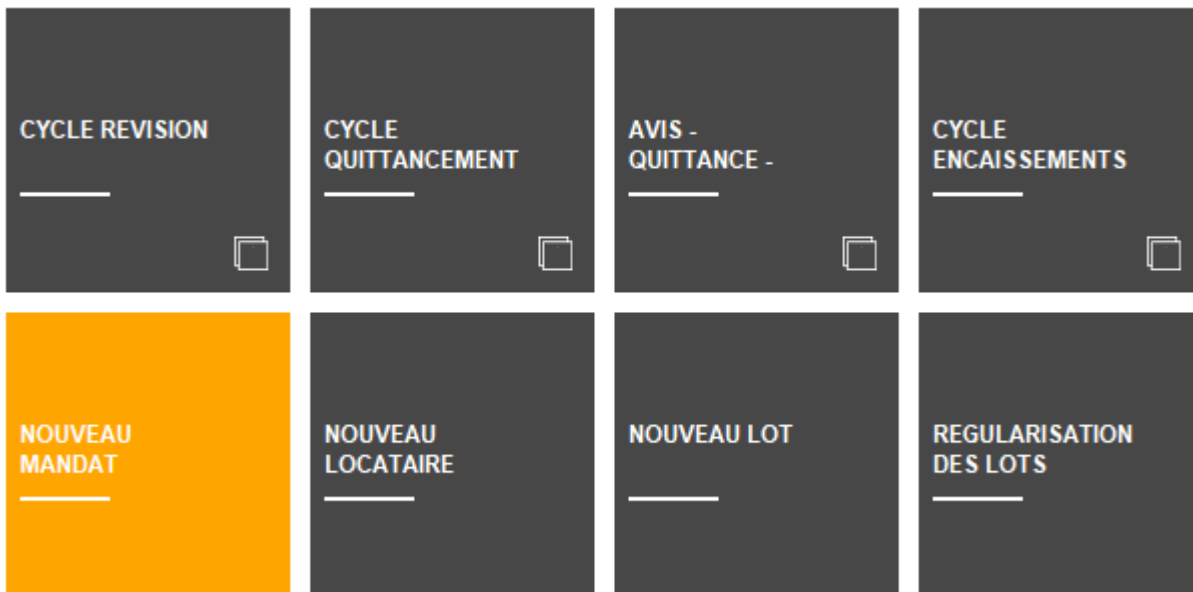 CYCLE REVISION
CYCLE
QUITTANCEMENT
AVIS -
QUITTANCE -
CYCLE
ENCAISSEMENTS
NOUVEAU
MANDAT
NOUVEAU
LOCATAIRE
NOUVEAU LOT
REGULARISATION
DES LOTS